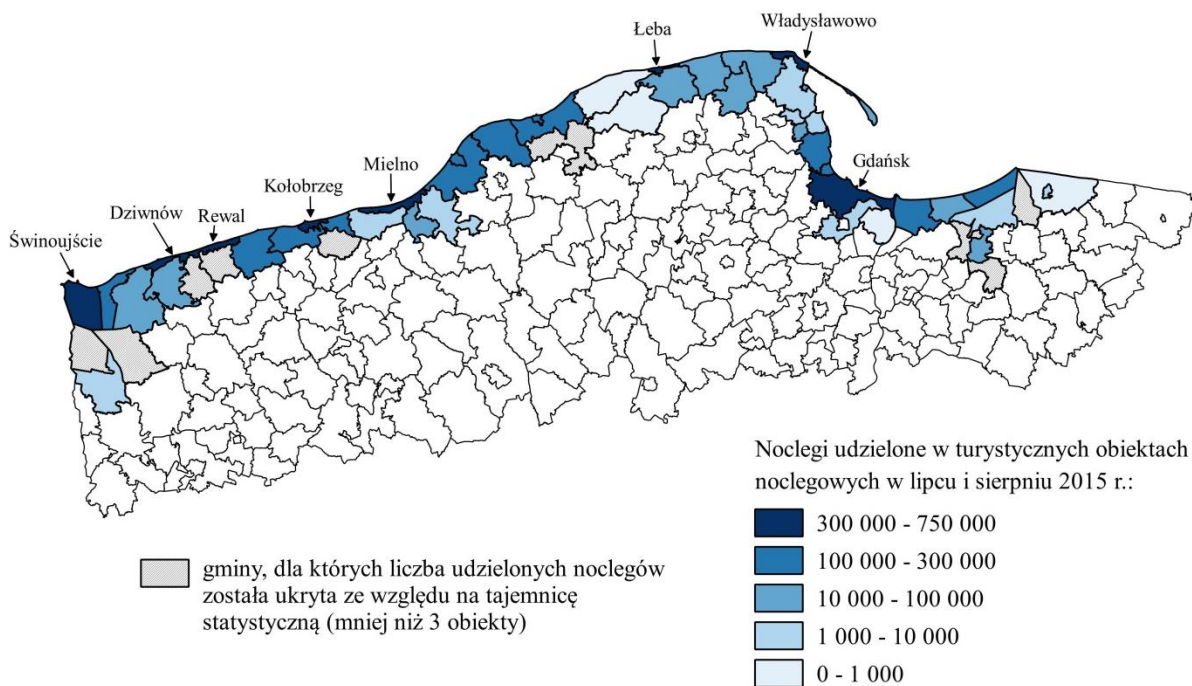 Władysławowo
Łeba
Gdańsk
Mielno
Kołobrzeg
Dziwnów
Rewal
Świnoujście
Noclegi udzielone w turystycznych obiektach
noclegowych w lipcu i sierpniu 2015 r.:
300 000 - 750 000
100 000 - 300 000
10 000 - 100 000
1 000 - 10 000
0 - 1 000
gminy, dla których liczba udzielonych noclegów
została ukryta ze względu na tajemnicę
statystyczną (mniej niż 3 obiekty)